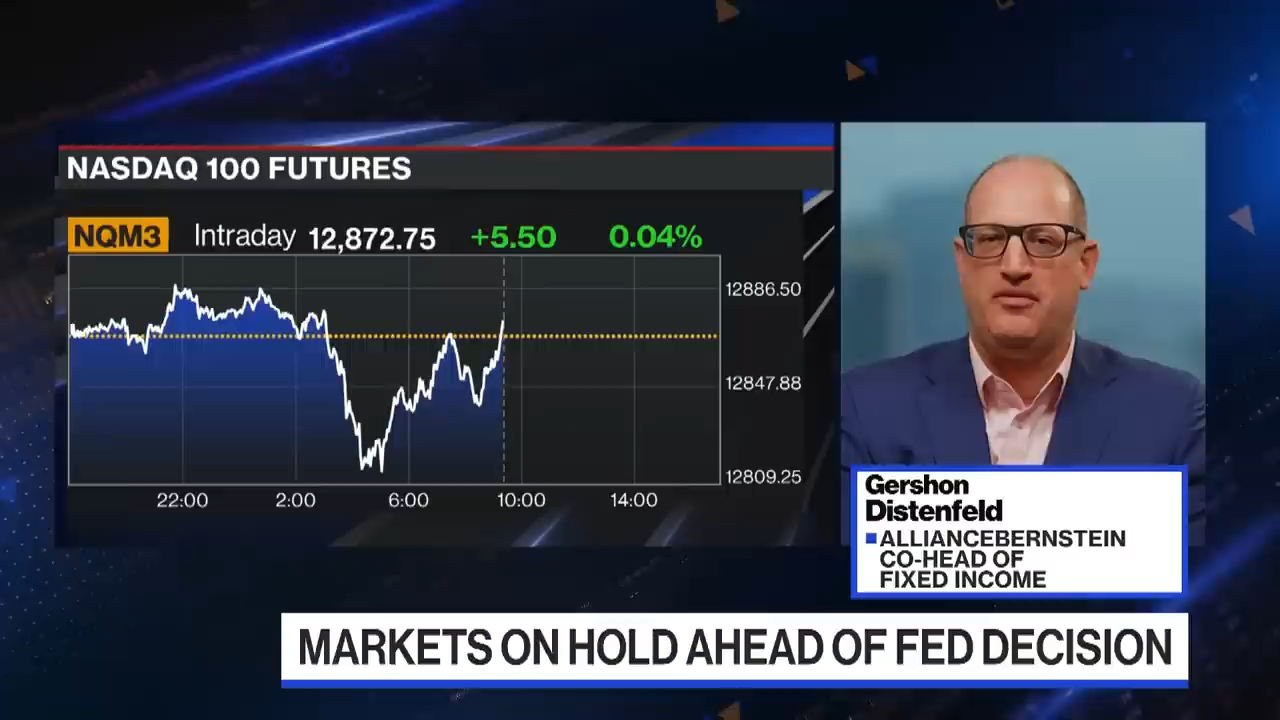 NASDAQ 100 FUTURES
NQM3 Intraday 12,872.75 +5.50 0.04%
12886.50
12847.88
12809.25
22:00 2:00 6:00 10:00 14:00
Gershon
Distenfeld
ALLIANCEBERNSTEIN
CO-HEAD OF
FIXED INCOME
MARKETS ON HOLD AHEAD OF FED DECISION